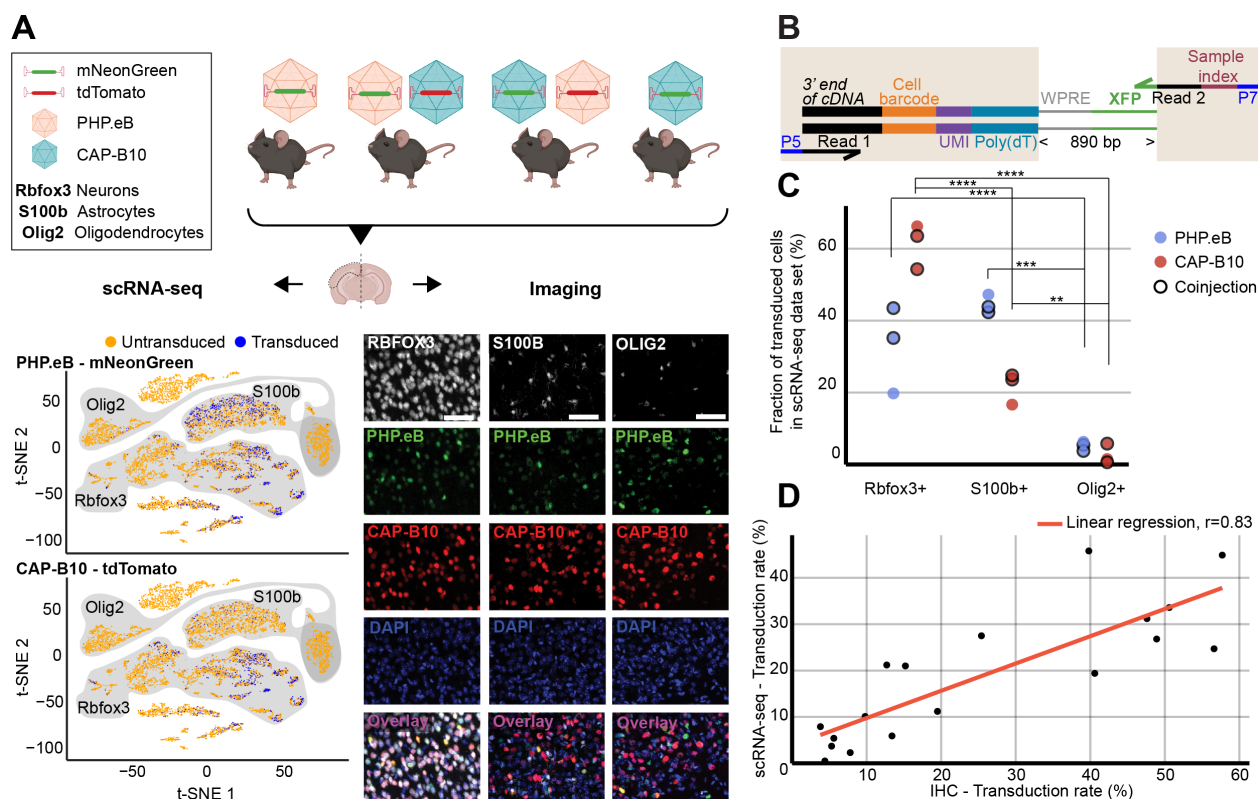 A
mNeonGreen
tdTomato
PHP.eB
CAP-B10
Rbfox3 Neurons
S100b Astrocytes
Olig2 Oligodendrocytes
scRNA-seq
Imaging
Untransduced
Transduced
PHP.eB - mNeonGreen
Olig2
S100b
Rbfox3
50
0
−50
−100
t-SNE 2
CAP-B10 - tdTomato
Olig2
S100b
Rbfox3
50
0
−50
−100
t-SNE 2
−50
0
50
t-SNE 1
RBFOX3
S100B
OLIG2
PHP.eB
PHP.eB
PHP.eB
CAP-B10
CAP-B10
CAP-B10
DAPI
DAPI
DAPI
Overlay
Overlay
Overlay
B
3’ end
of cDNA
Cell
barcode
WPRE
XFP
Sample
index
Read 2
P7
P5
Read 1
UMI
Poly(dT)
< 890 bp >
C
****
****
****
***
**
Fraction of transduced cells
in scRNA-seq data set (%)
60
40
20
0
Rbfox3+
S100b+
Olig2+
PHP.eB
CAP-B10
Coinjection
D
Linear regression, r=0.83
scRNA-seq - Transduction rate (%)
40
30
20
10
0
10
20
30
40
50
60
IHC - Transduction rate (%)